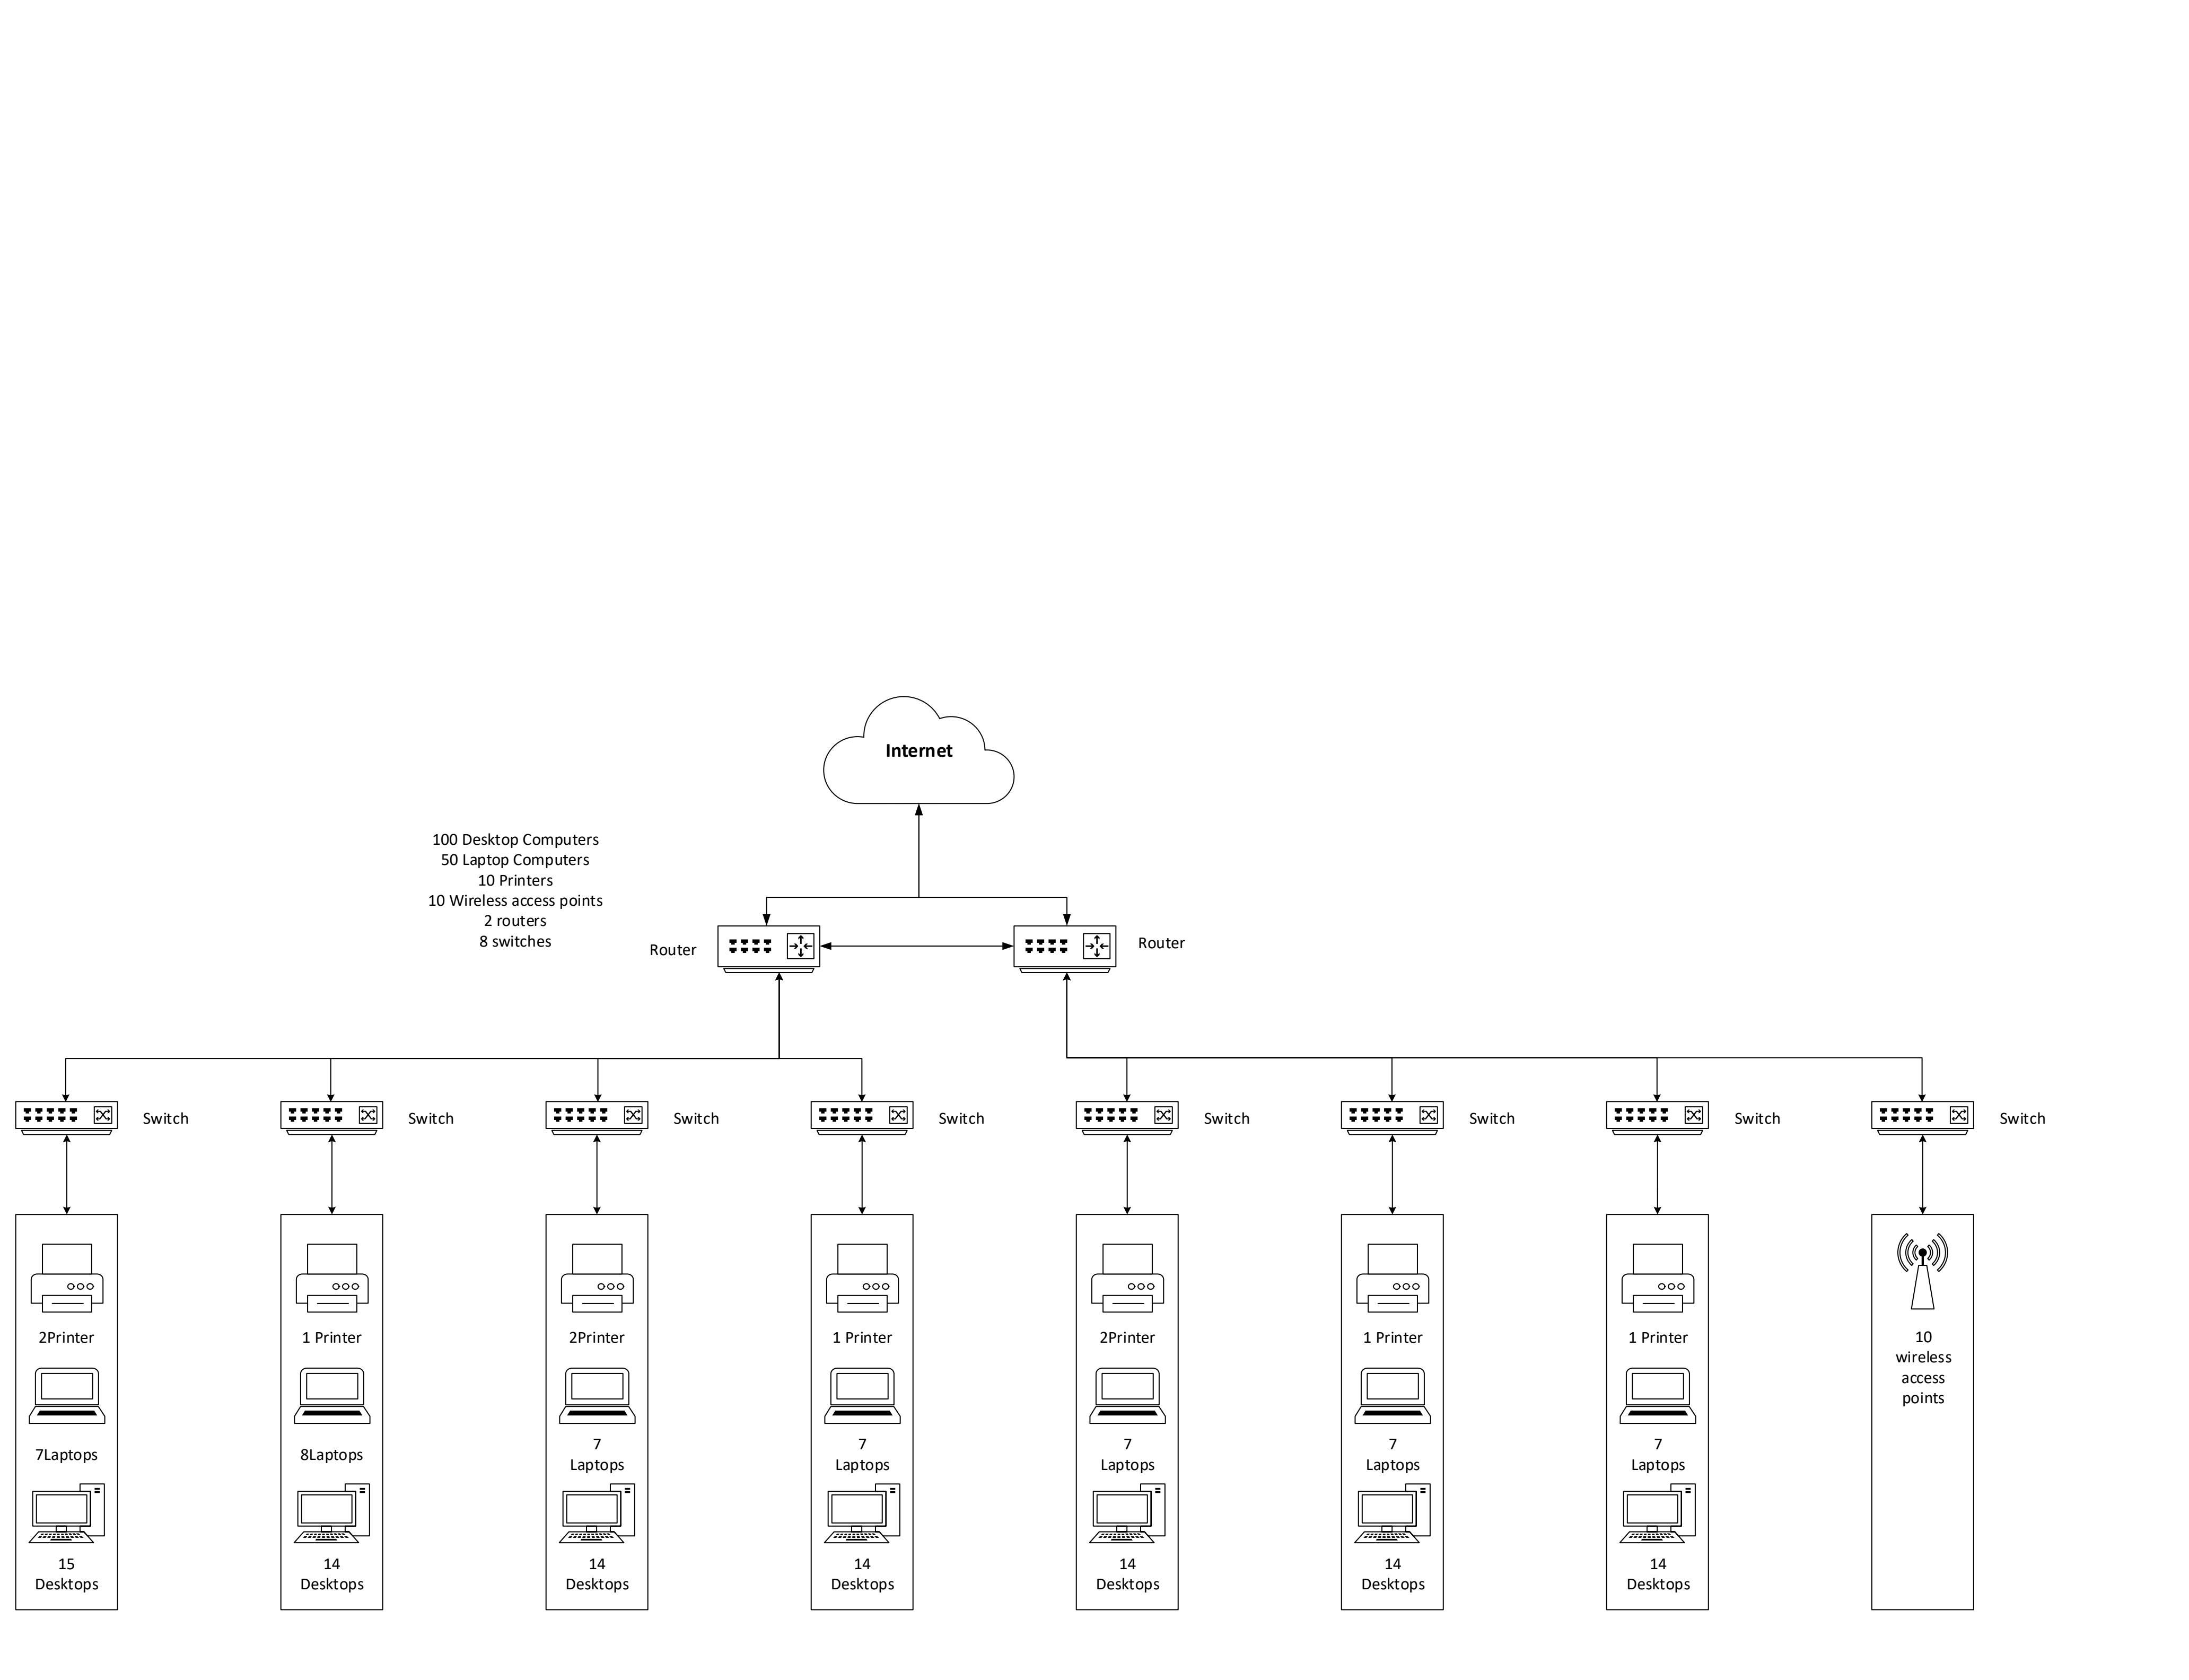 Internet
100 Desktop Computers
50 Laptop Computers
10 Printers
10 Wireless access points
2 routers
8 switches
Router
Router
Switch
Switch
Switch
Switch
Switch
Switch
Switch
Switch
2Printer
7Laptops
15
Desktops
1 Printer
8Laptops
14
Desktops
2Printer
7
Laptops
14
Desktops
1 Printer
7
Laptops
14
Desktops
2Printer
7
Laptops
14
Desktops
1 Printer
7
Laptops
14
Desktops
1 Printer
7
Laptops
14
Desktops
10
wireless
access
points